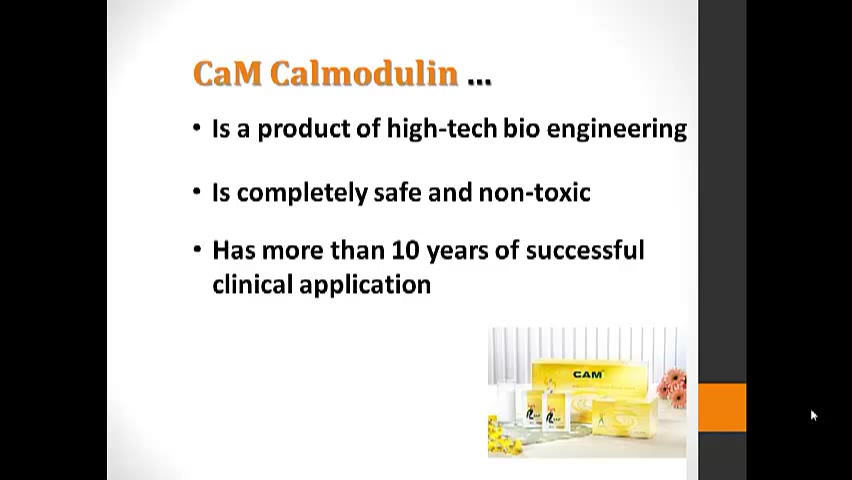 CaM Calmodulin ...
• Is a product of high-tech bio engineering
• Is completely safe and non-toxic
• Has more than 10 years of successful
clinical application
CAM